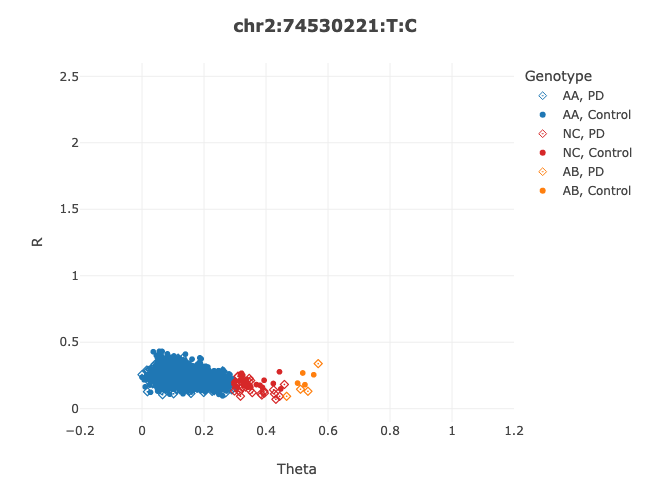 chr2:74530221:T:C
Genotype
AA, PD
AA, Control
NC, PD
NC, Control
AB, PD
AB, Control
2.5
2
1.5
1
0.5
0
R
−0.2
0
0.2
0.4
0.6
0.8
1
1.2
Theta